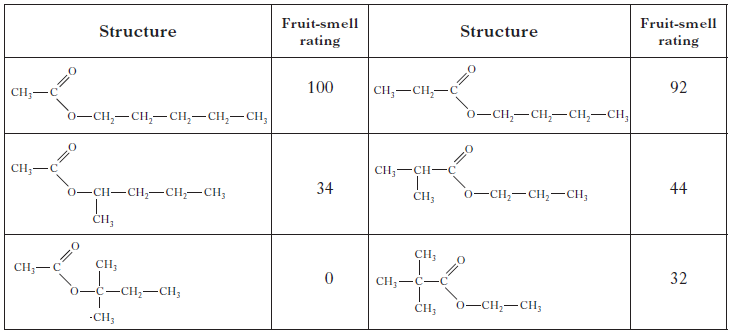 Structure
Fruit-smell
rating
Structure
Fruit-smell
rating
O
CH₃—C
O—CH₂—CH₂—CH₂—CH₂—CH₃
100
O
CH₃—CH₂—C
O—CH₂—CH₂—CH₂—CH₃
92
O
CH₃—C
O—CH—CH₂—CH₂—CH₃
CH₃
34
O
CH₃—CH—C
CH₃ O—CH₂—CH₂—CH₃
44
O
CH₃—C CH₃
O—C—CH₂—CH₃
·CH₃
0
CH₃ O
CH₃—C—C
CH₃ O—CH₂—CH₃
32